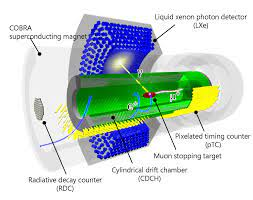 Liquid xenon photon detector
(LXe)
COBRA
superconducting magnet
Pixelated timing counter
(pTC)
Muon stopping target
Cylindrical drift chamber
(CDCH)
Radiative decay counter
(RDC)